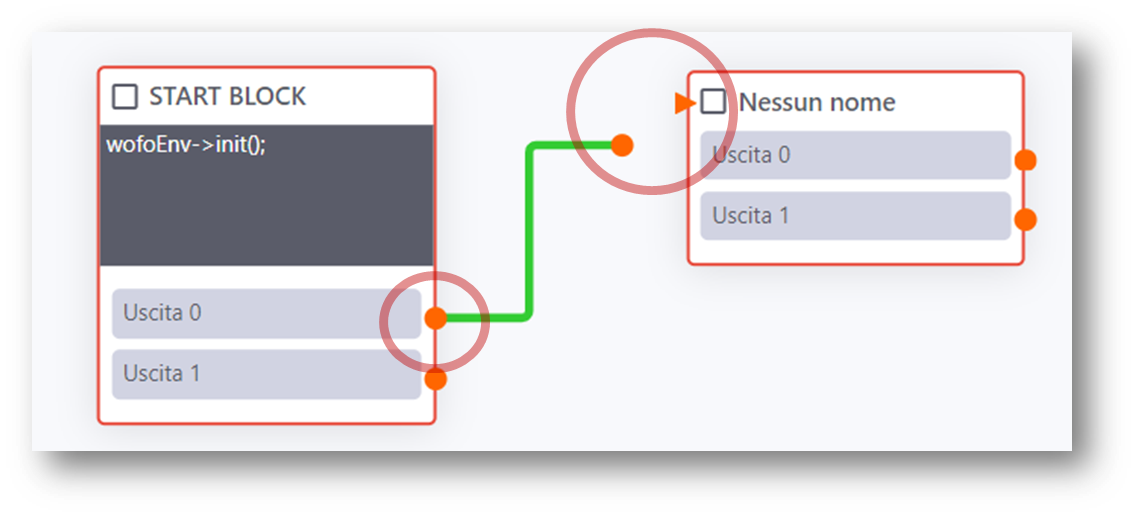 START BLOCK
wofoEnv->init();
Uscita 0
Uscita 1
Nessun nome
Uscita 0
Uscita 1